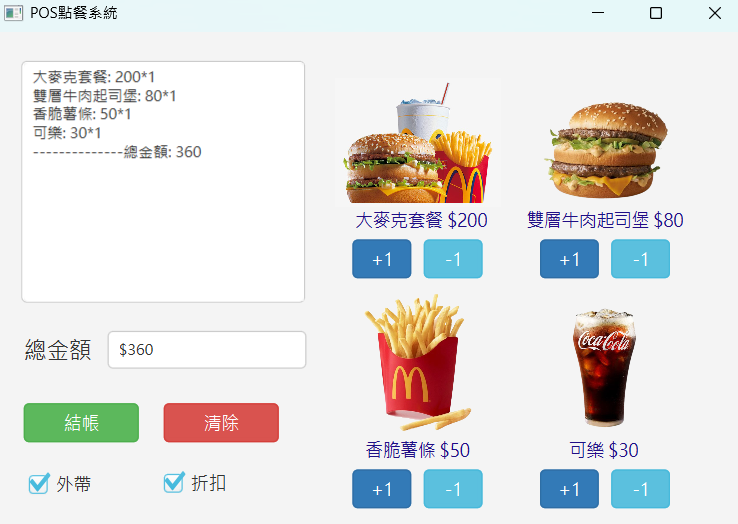 POS點餐系統
大麥克套餐: 200*1
雙層牛肉起司堡: 80*1
香脆薯條: 50*1
可樂: 30*1
--------------總金額: 360
總金額 $360
結帳 清除
外帶 折扣
大麥克套餐 $200 雙層牛肉起司堡 $80
+1 -1 +1 -1
Coca-Cola
香脆薯條 $50 可樂 $30
+1 -1 +1 -1